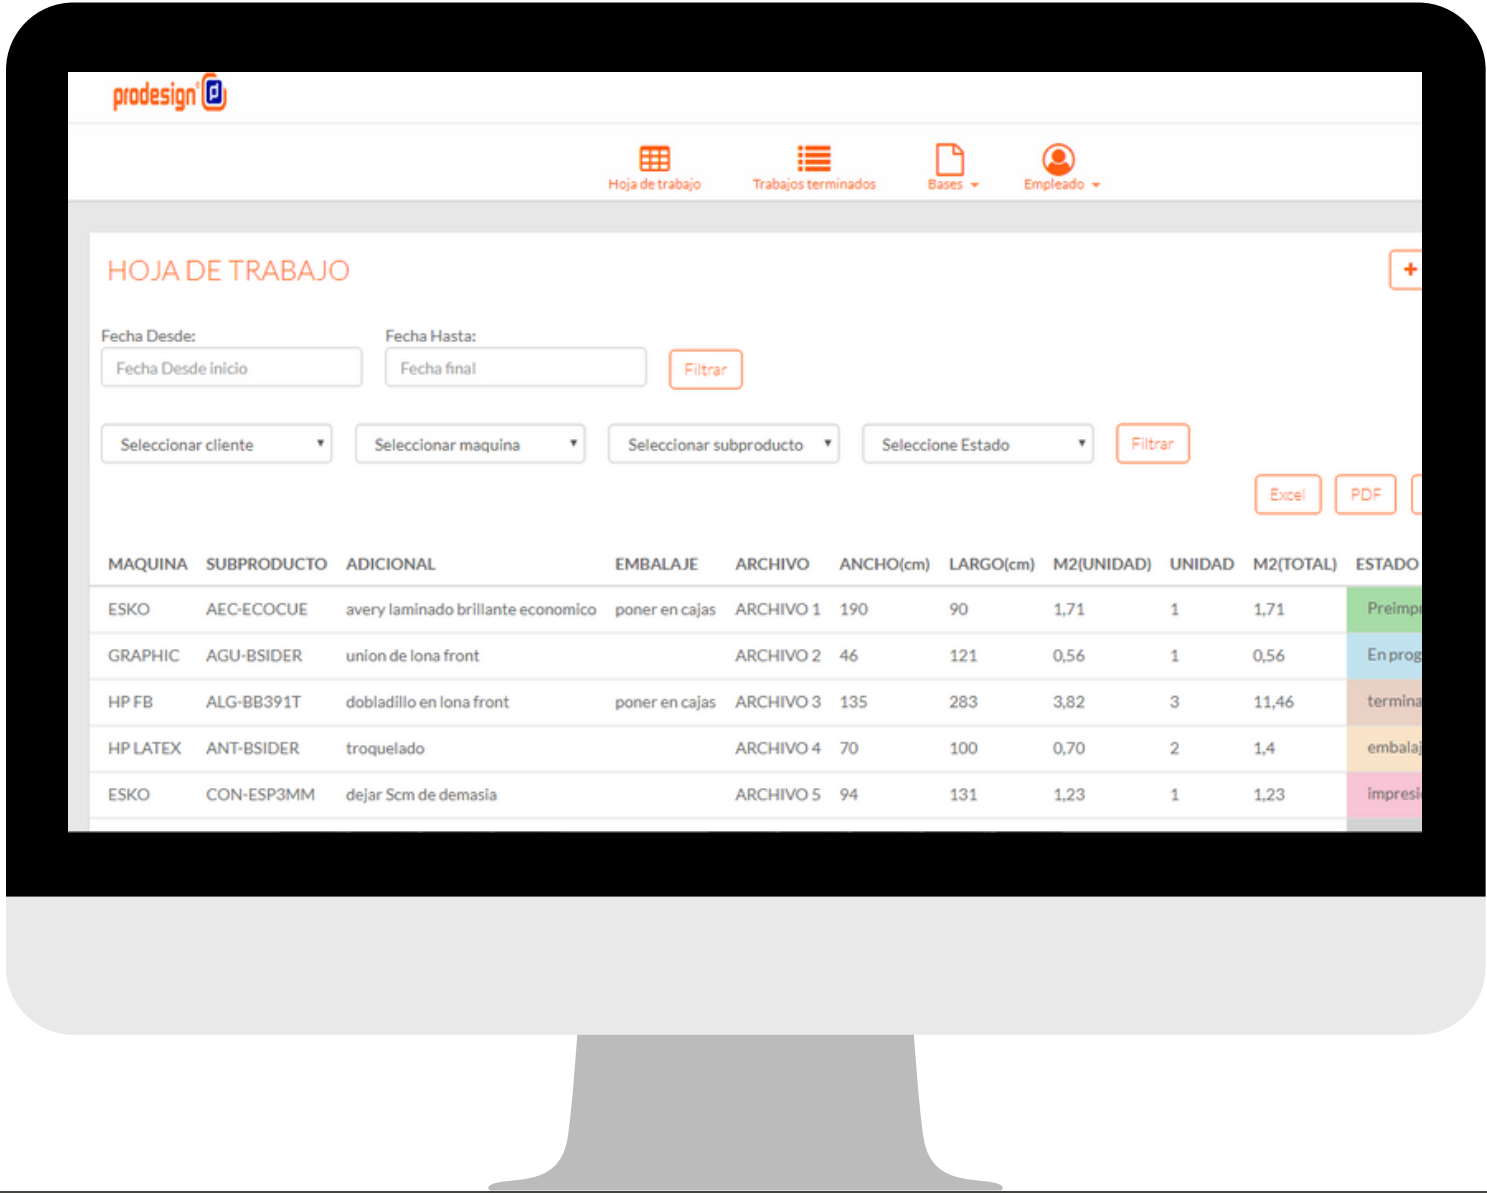 prodesign
Hoja de trabajo Trabajos terminados Bases Empleado
HOJA DE TRABAJO
+
Fecha Desde: Fecha Hasta:
Fecha Desde inicio Fecha final Filtrar
Seleccionar cliente Seleccionar maquina Seleccionar subproducto Seleccione Estado Filtrar
Excel PDF
MAQUINA SUBPRODUCTO ADICIONAL EMBALAJE ARCHIVO ANCHO(cm) LARGO(cm) M2(UNIDAD) UNIDAD M2(TOTAL) ESTADO
ESKO AEC-ECOCUE avery laminado brillante economico poner en cajas ARCHIVO 1 190 90 1,71 1 1,71 Preimp
GRAPHIC AGU-BSIDER union de lona front ARCHIVO 2 46 121 0,56 1 0,56 En prog
HP FB ALG-BB391T dobladillo en lona front poner en cajas ARCHIVO 3 135 283 3,82 3 11,46 termina
HP LATEX ANT-BSIDER troquelado ARCHIVO 4 70 100 0,70 2 1,4 embalaj
ESKO CON-ESP3MM dejar 5cm de demasia ARCHIVO 5 94 131 1,23 1 1,23 impresi